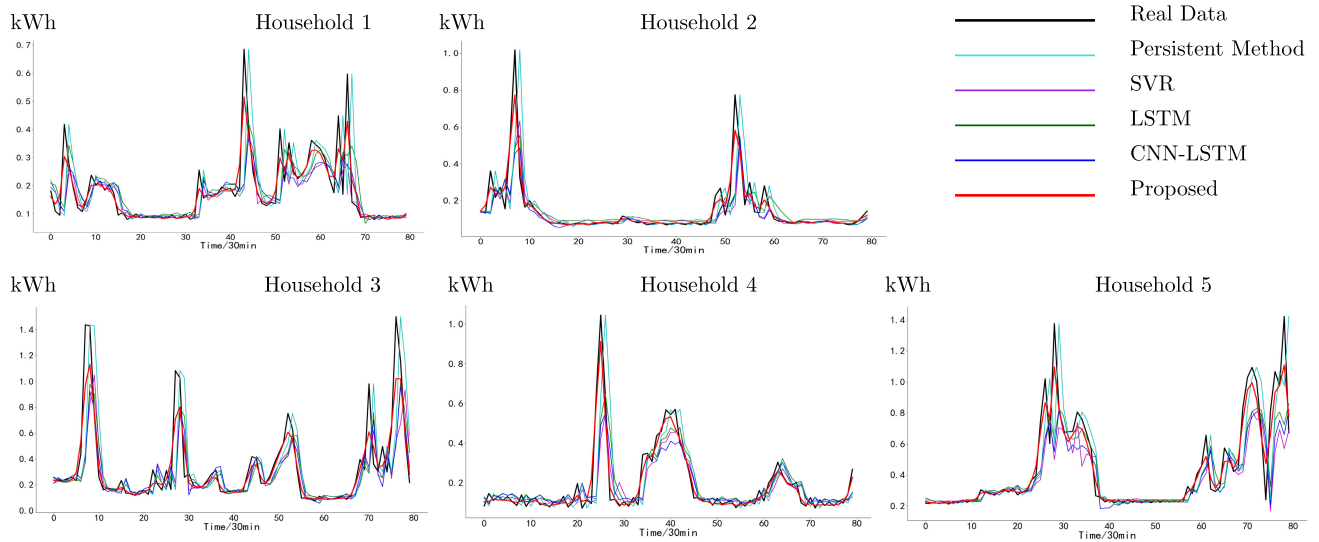 kWh
Household 1
0.7
0.6
0.5
0.4
0.3
0.2
0.1
0 10 20 30 40 50 60 70 80
Time/30min
kWh
Household 2
1.0
0.8
0.6
0.4
0.2
0 10 20 30 40 50 60 70 80
Time/30min
Real Data
Persistent Method
SVR
LSTM
CNN-LSTM
Proposed
kWh
Household 3
1.4
1.2
1.0
0.8
0.6
0.4
0.2
0.0
0 10 20 30 40 50 60 70 80
Time/30min
kWh
Household 4
1.0
0.8
0.6
0.4
0.2
0 10 20 30 40 50 60 70 80
Time/30min
kWh
Household 5
1.4
1.2
1.0
0.8
0.6
0.4
0.2
0 10 20 30 40 50 60 70 80
Time/30min